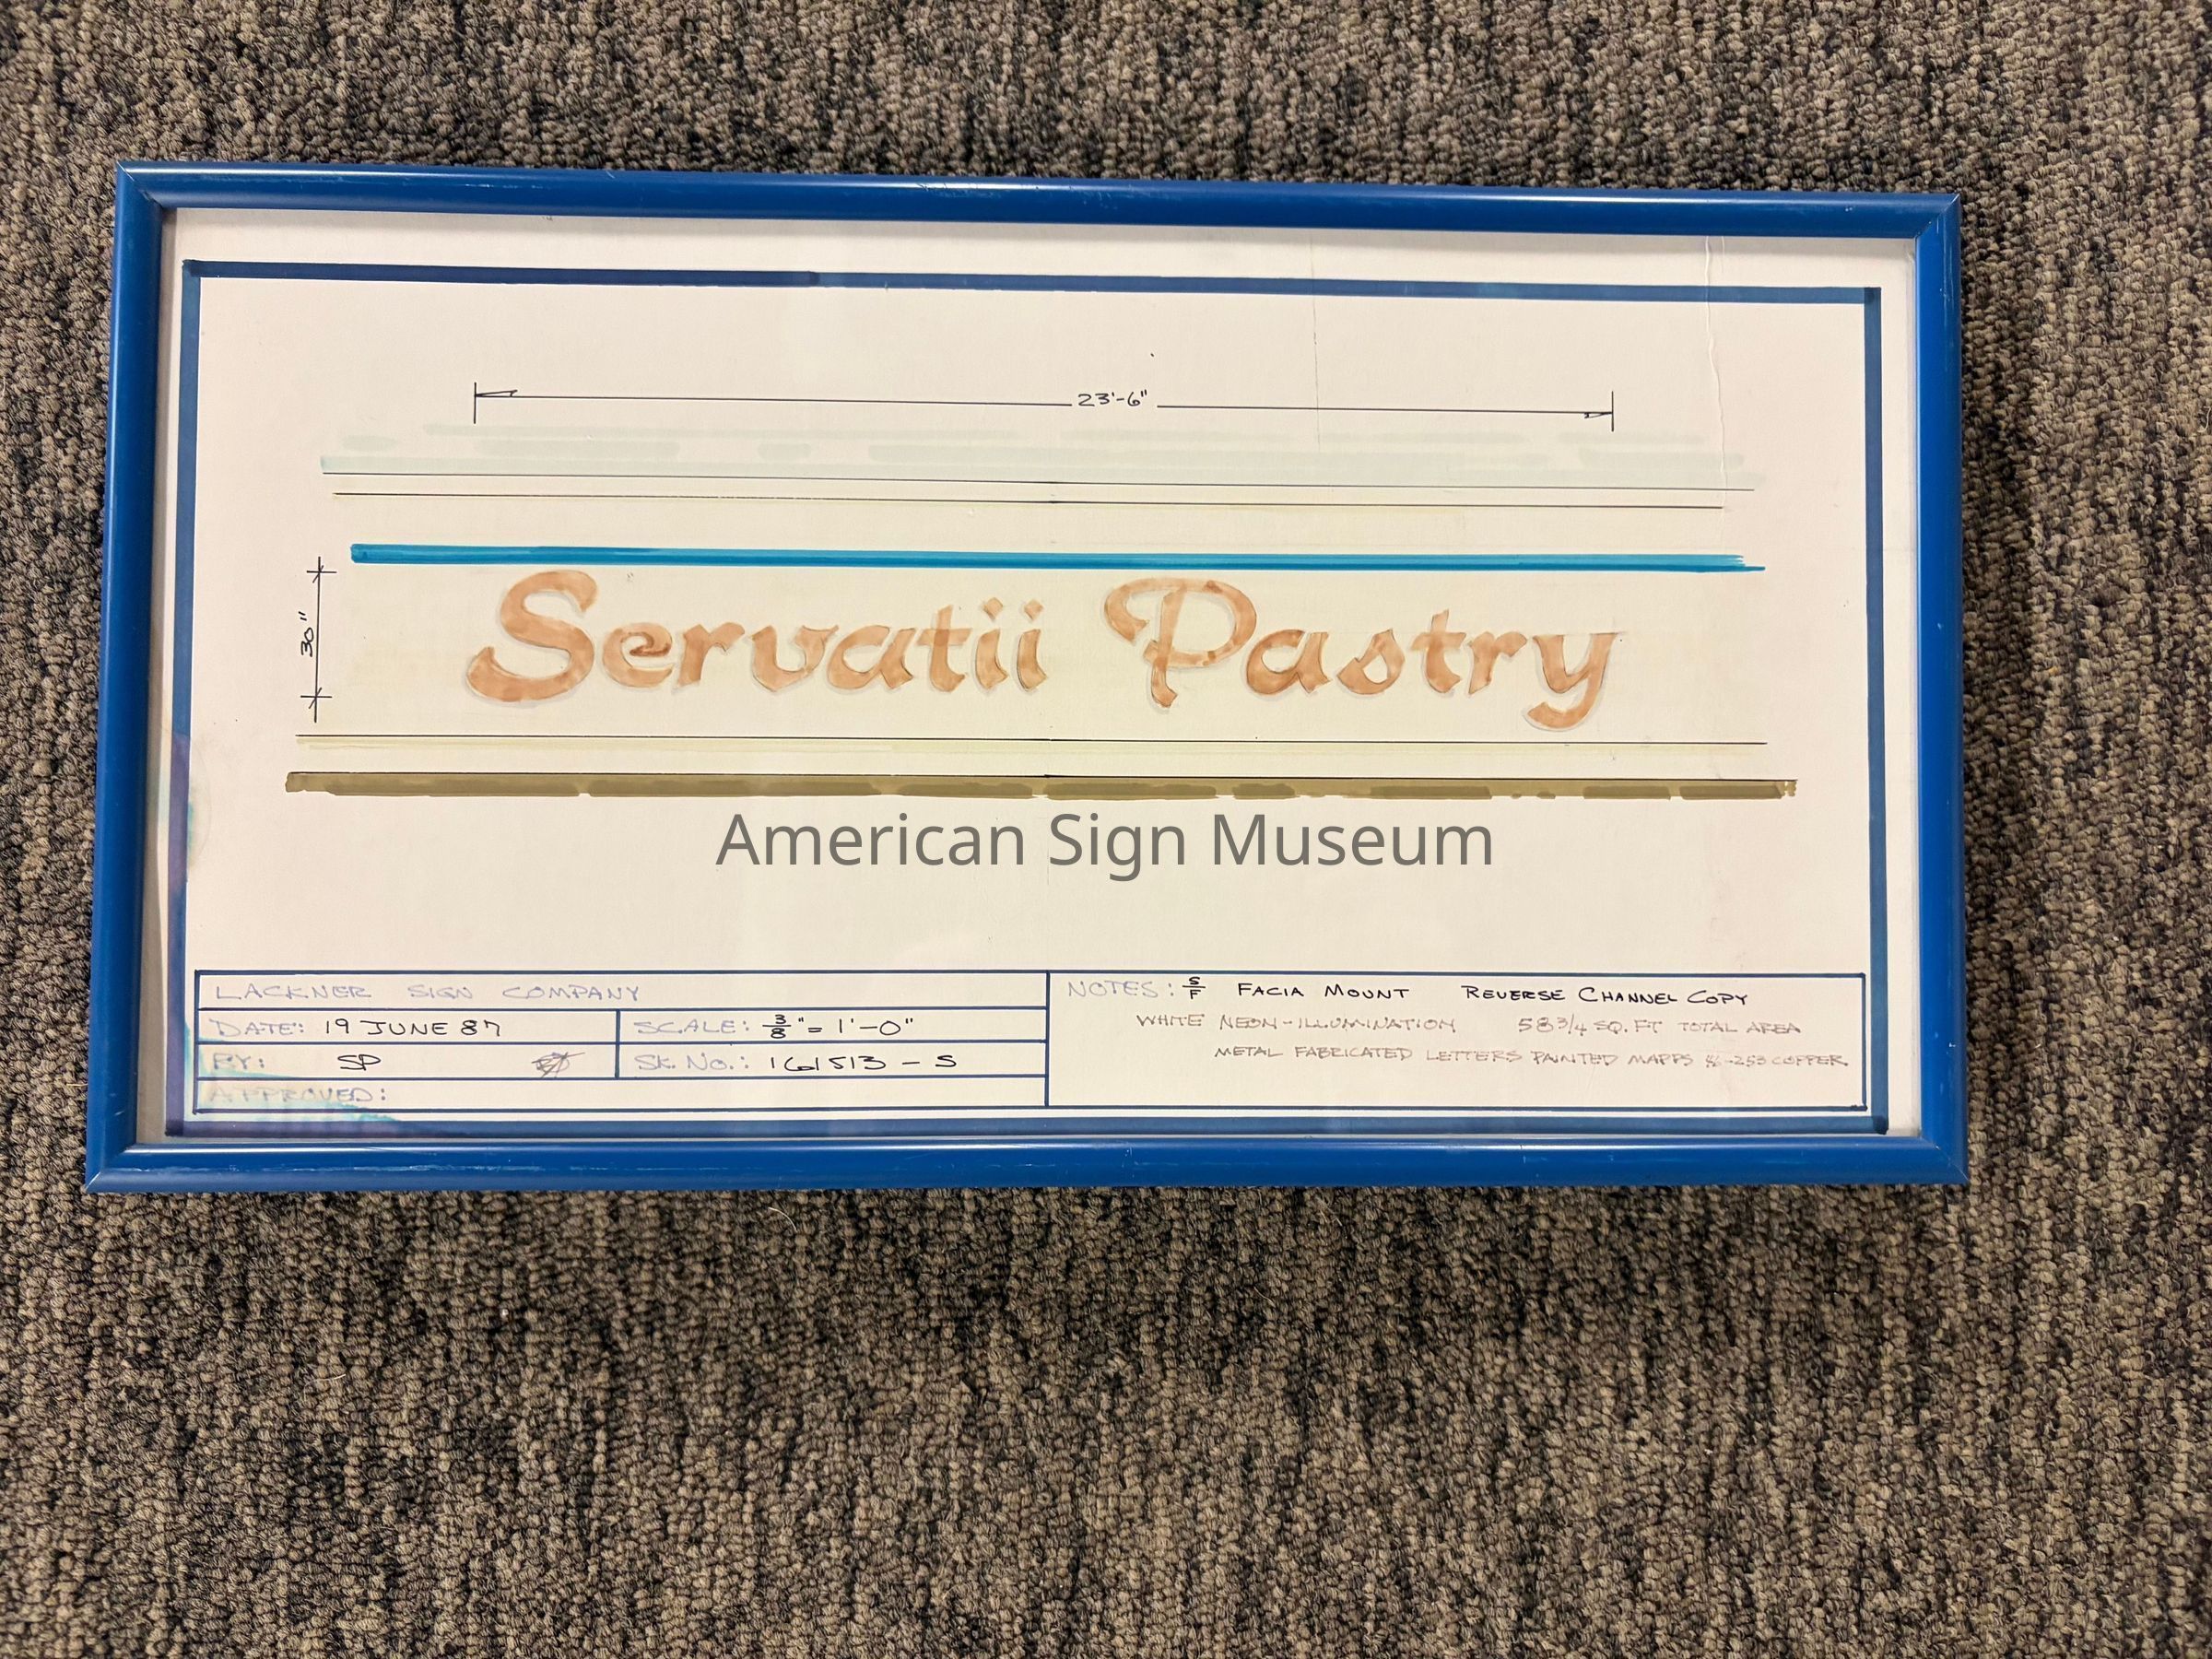 23'-6"
30"
Servatii Pastry
American Sign Museum
LACKNER SIGN COMPANY
DATE: 19 JUNE 87
SCALE: 3/8" = 1'-0"
BY: SP
SK. NO.: 161513 - S
APPROVED:
NOTES: S/F FACIA MOUNT REVERSE CHANNEL COPY
WHITE NEON-ILLUMINATION 58 3/4 SQ. FT TOTAL AREA
METAL FABRICATED LETTERS PAINTED MAPPS COPPER